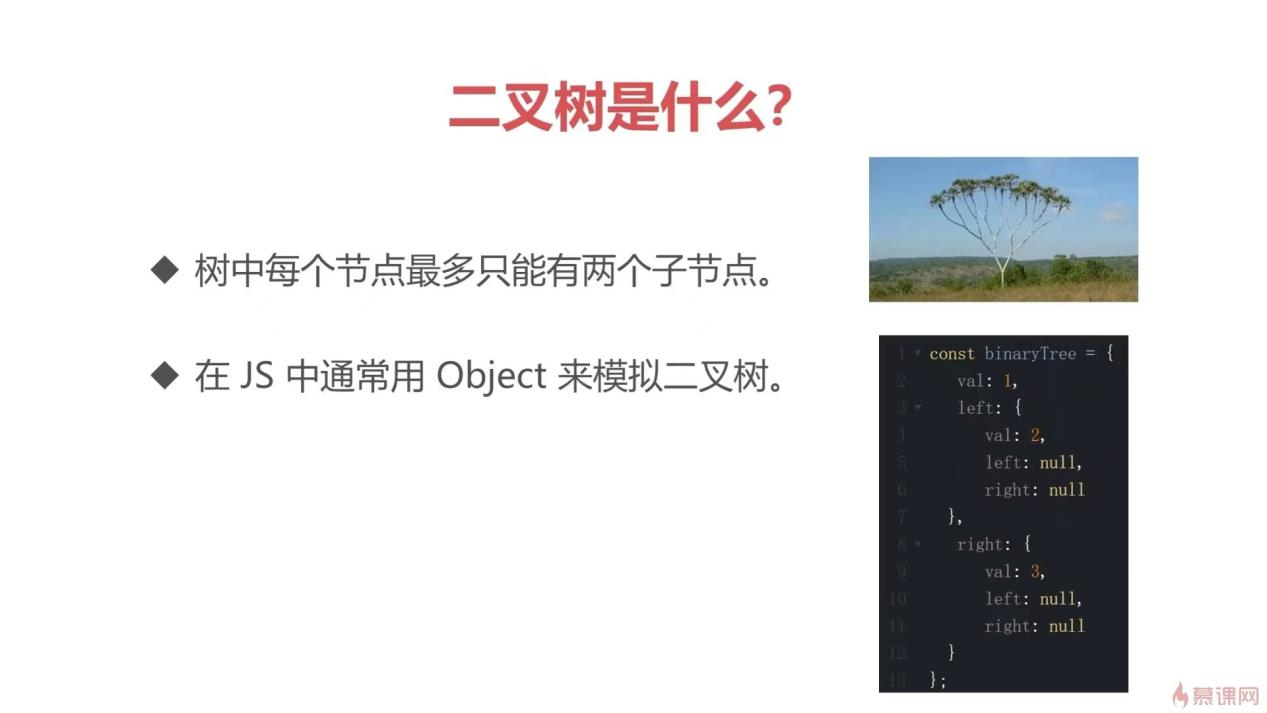 二叉树是什么？
◆ 树中每个节点最多只能有两个子节点。
◆ 在 JS 中通常用 Object 来模拟二叉树。
1 const binaryTree = {
2 val: 1,
3 left: {
4 val: 2,
5 left: null,
6 right: null
7 },
8 right: {
9 val: 3,
10 left: null,
11 right: null
12 }
13 };
慕课网